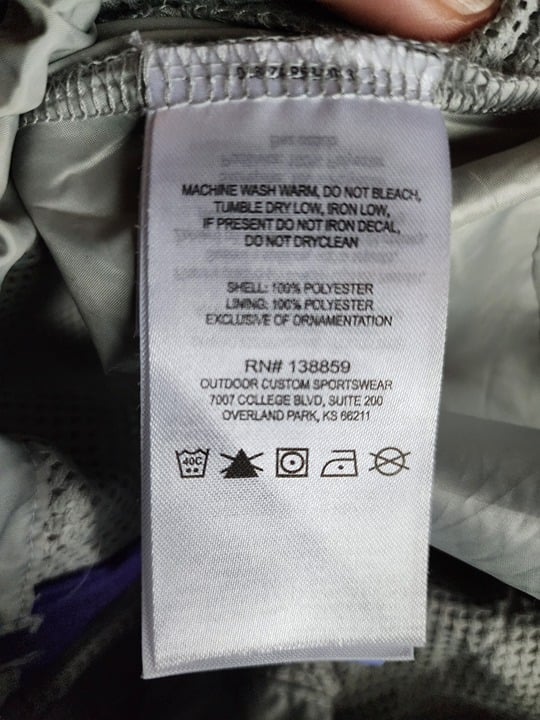 MACHINE WASH WARM, DO NOT BLEACH,
TUMBLE DRY LOW, IRON LOW,
IF PRESENT DO NOT IRON DECAL,
DO NOT DRYCLEAN
SHELL: 100% POLYESTER
LINING: 100% POLYESTER
EXCLUSIVE OF ORNAMENTATION
RN# 138859
OUTDOOR CUSTOM SPORTSWEAR
7007 COLLEGE BLVD, SUITE 200
OVERLAND PARK, KS 66211
40C